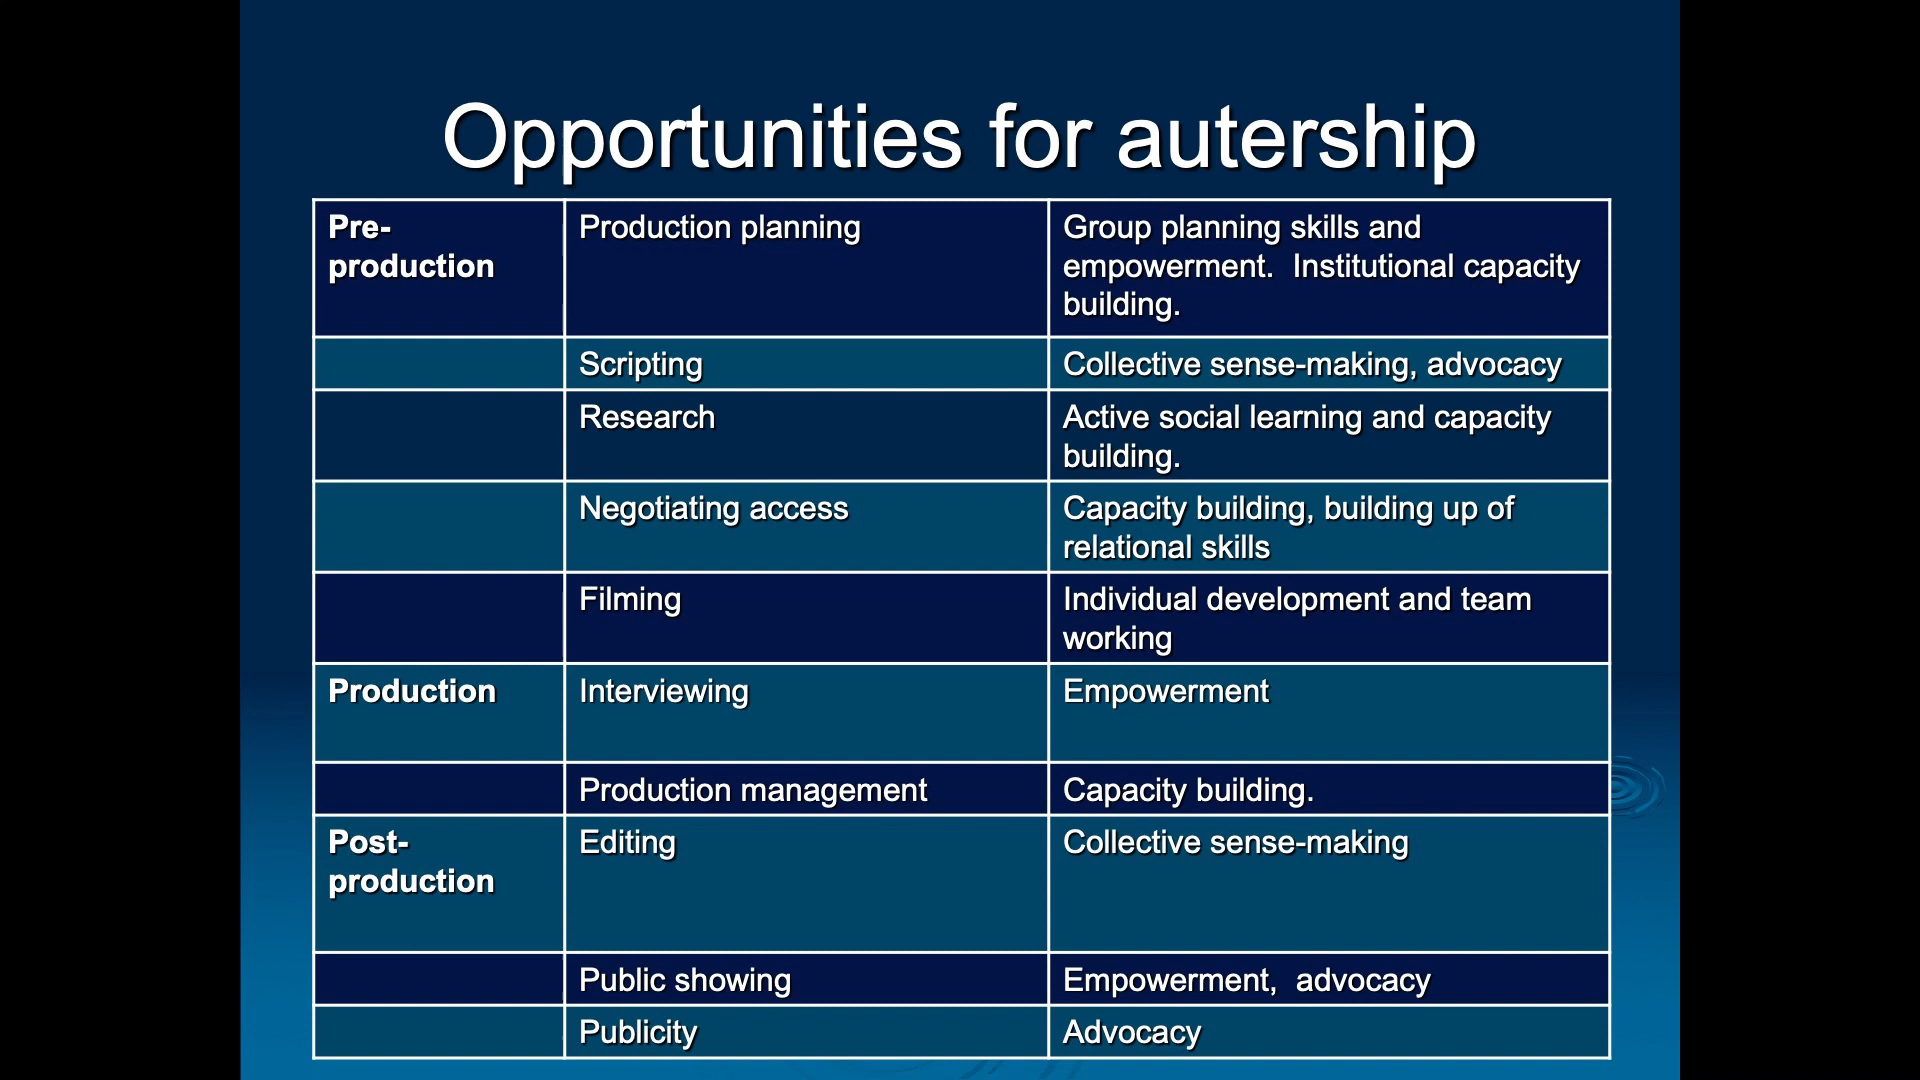 Opportunities for autership
Pre-
production
Production planning
Group planning skills and
empowerment.  Institutional capacity
building.
Scripting
Collective sense-making, advocacy
Research
Active social learning and capacity
building.
Negotiating access
Capacity building, building up of
relational skills
Filming
Individual development and team
working
Production
Interviewing
Empowerment
Production management
Capacity building.
Post-
production
Editing
Collective sense-making
Public showing
Empowerment,  advocacy
Publicity
Advocacy